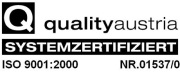 Q qualityaustria
SYSTEMZERTIFIZIERT
ISO 9001:2000 NR.01537/0